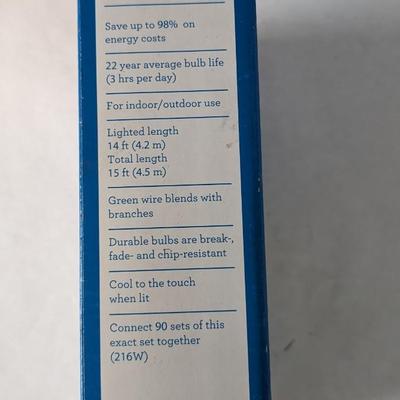 Save up to 98% on
energy costs
22 year average bulb life
(3 hrs per day)
For indoor/outdoor use
Lighted length
14 ft (4.2 m)
Total length
15 ft (4.5 m)
Green wire blends with
branches
Durable bulbs are break-,
fade- and chip-resistant
Cool to the touch
when lit
Connect 90 sets of this
exact set together
(216W)